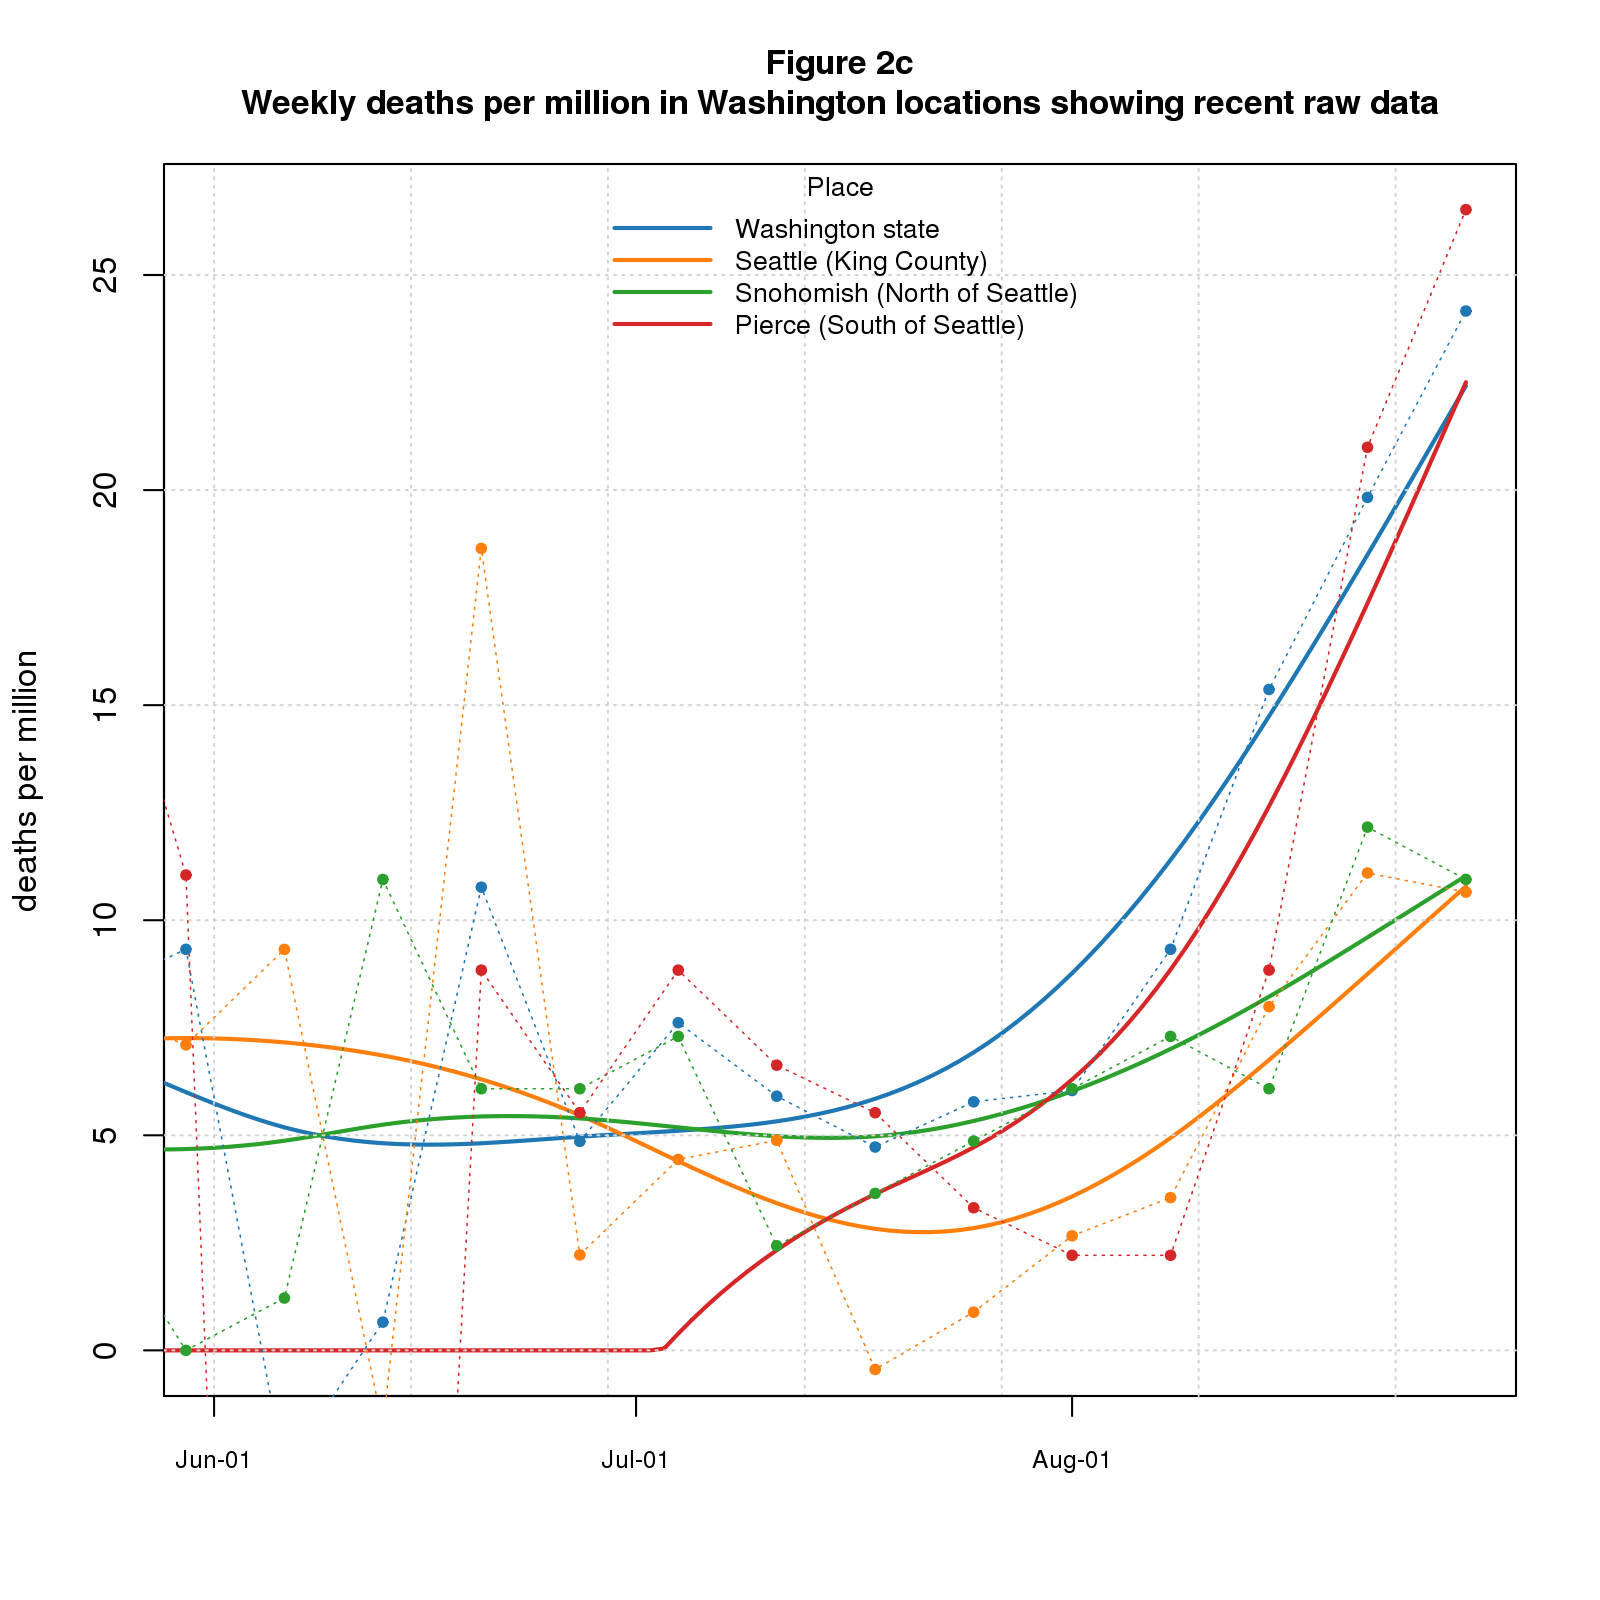 Figure 2c
Weekly deaths per million in Washington locations showing recent raw data
Place
Washington state
Seattle (King County)
Snohomish (North of Seattle)
Pierce (South of Seattle)
deaths per million
25
20
15
10
5
0
Jun-01 Jul-01 Aug-01